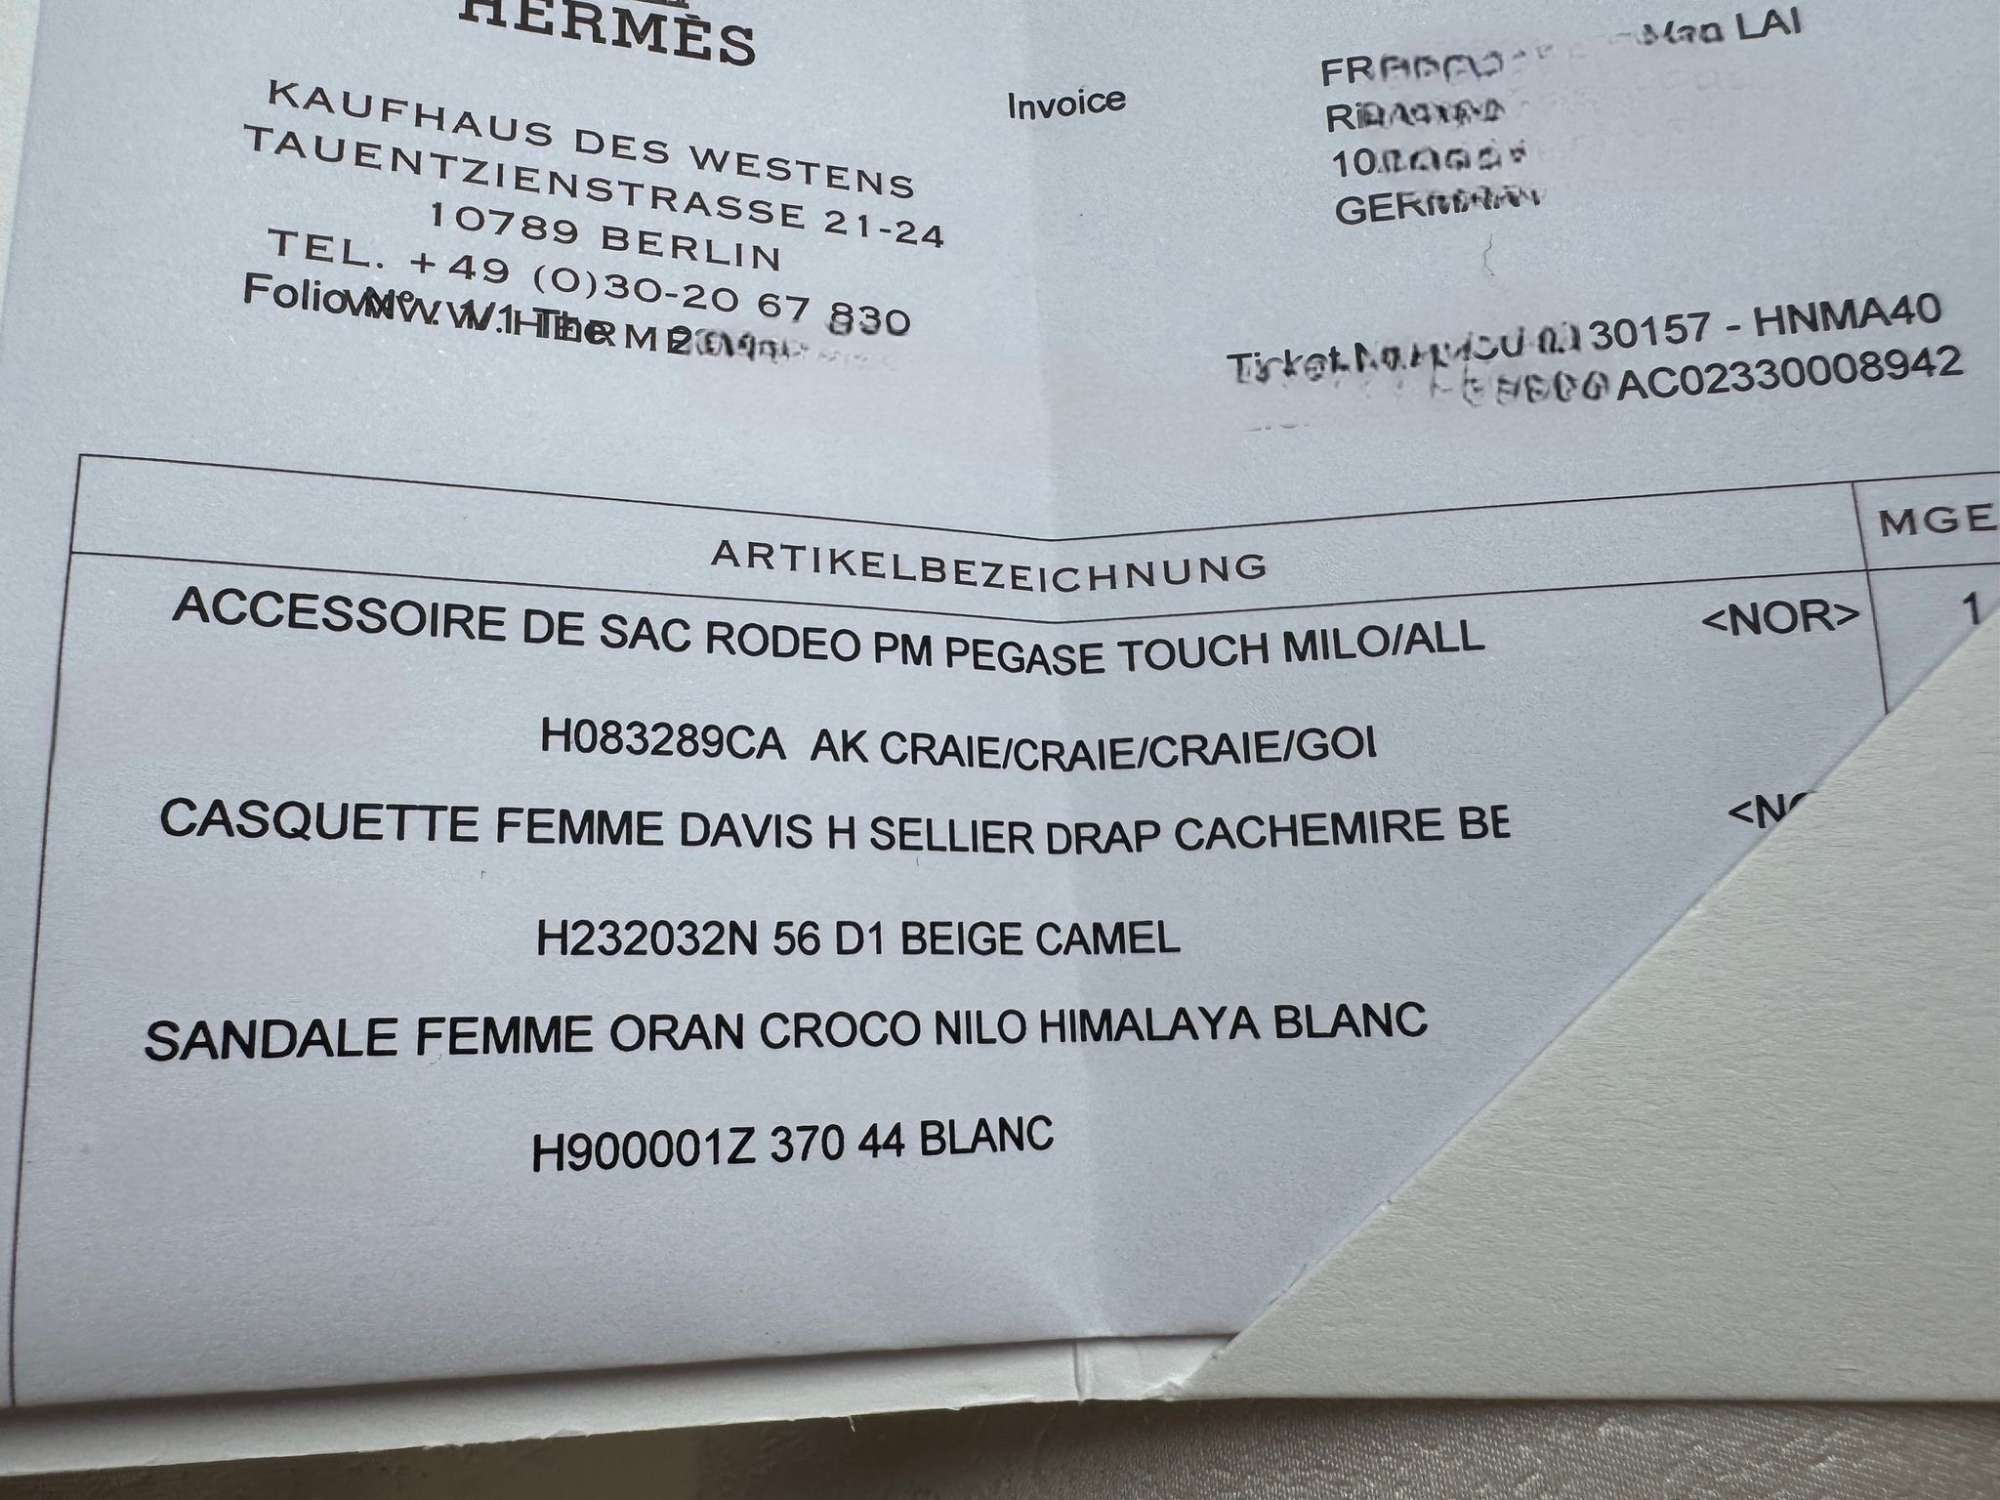 HERMÈS
KAUFHAUS DES WESTENS
TAUENTZIENSTRASSE 21-24
10789 BERLIN
TEL. +49 (0)30-20 67 830
Folio
Invoice
LAI
30157 - HNMA40
AC02330008942
ARTIKELBEZEICHNUNG
MGE
ACCESSOIRE DE SAC RODEO PM PEGASE TOUCH MILO/ALL <NOR> 1
H083289CA AK CRAIE/CRAIE/CRAIE/GOI
CASQUETTE FEMME DAVIS H SELLIER DRAP CACHEMIRE BE
H232032N 56 D1 BEIGE CAMEL
SANDALE FEMME ORAN CROCO NILO HIMALAYA BLANC
H900001Z 370 44 BLANC